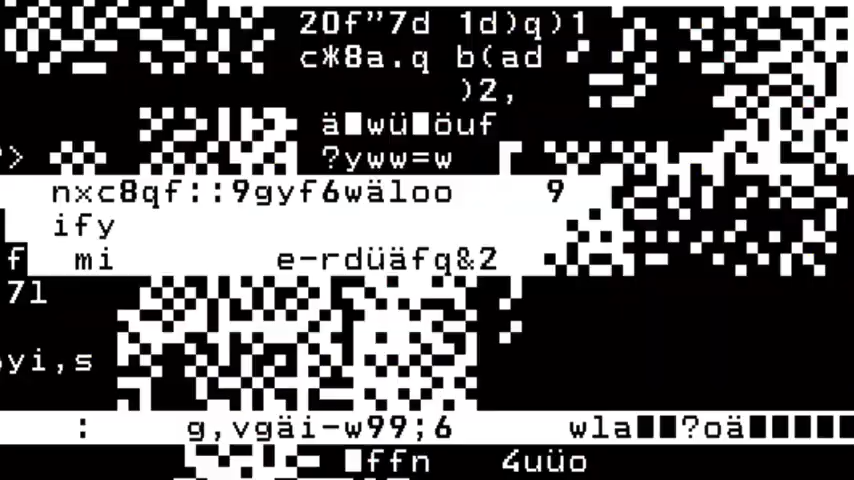 20f”7d 1d)q)1
c*8a.q b(ad
)2,
ä■wü■öuf
?yww=w
nxc8qf::9gyf6wäloo 9
ify
f mi e-rdüäfq&2
7l
yi,s
: g,vgäi-w99;6 wla■■?oä■■■■■
■ffn 4uüo